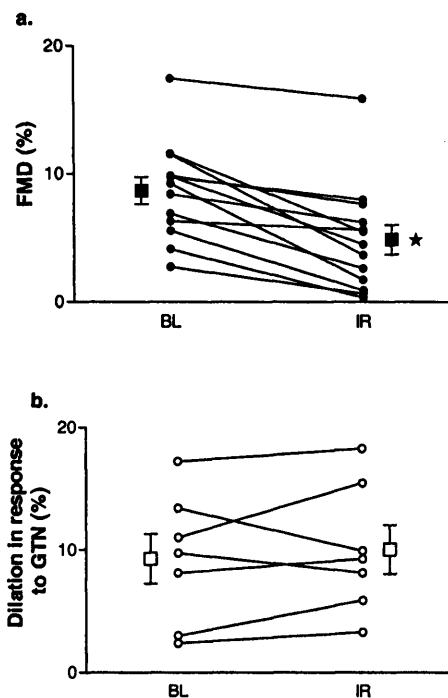 a.
20
10
0
FMD (%)
BL
IR
★
b.
20
10
0
Dilation in response
to GTN (%)
BL
IR